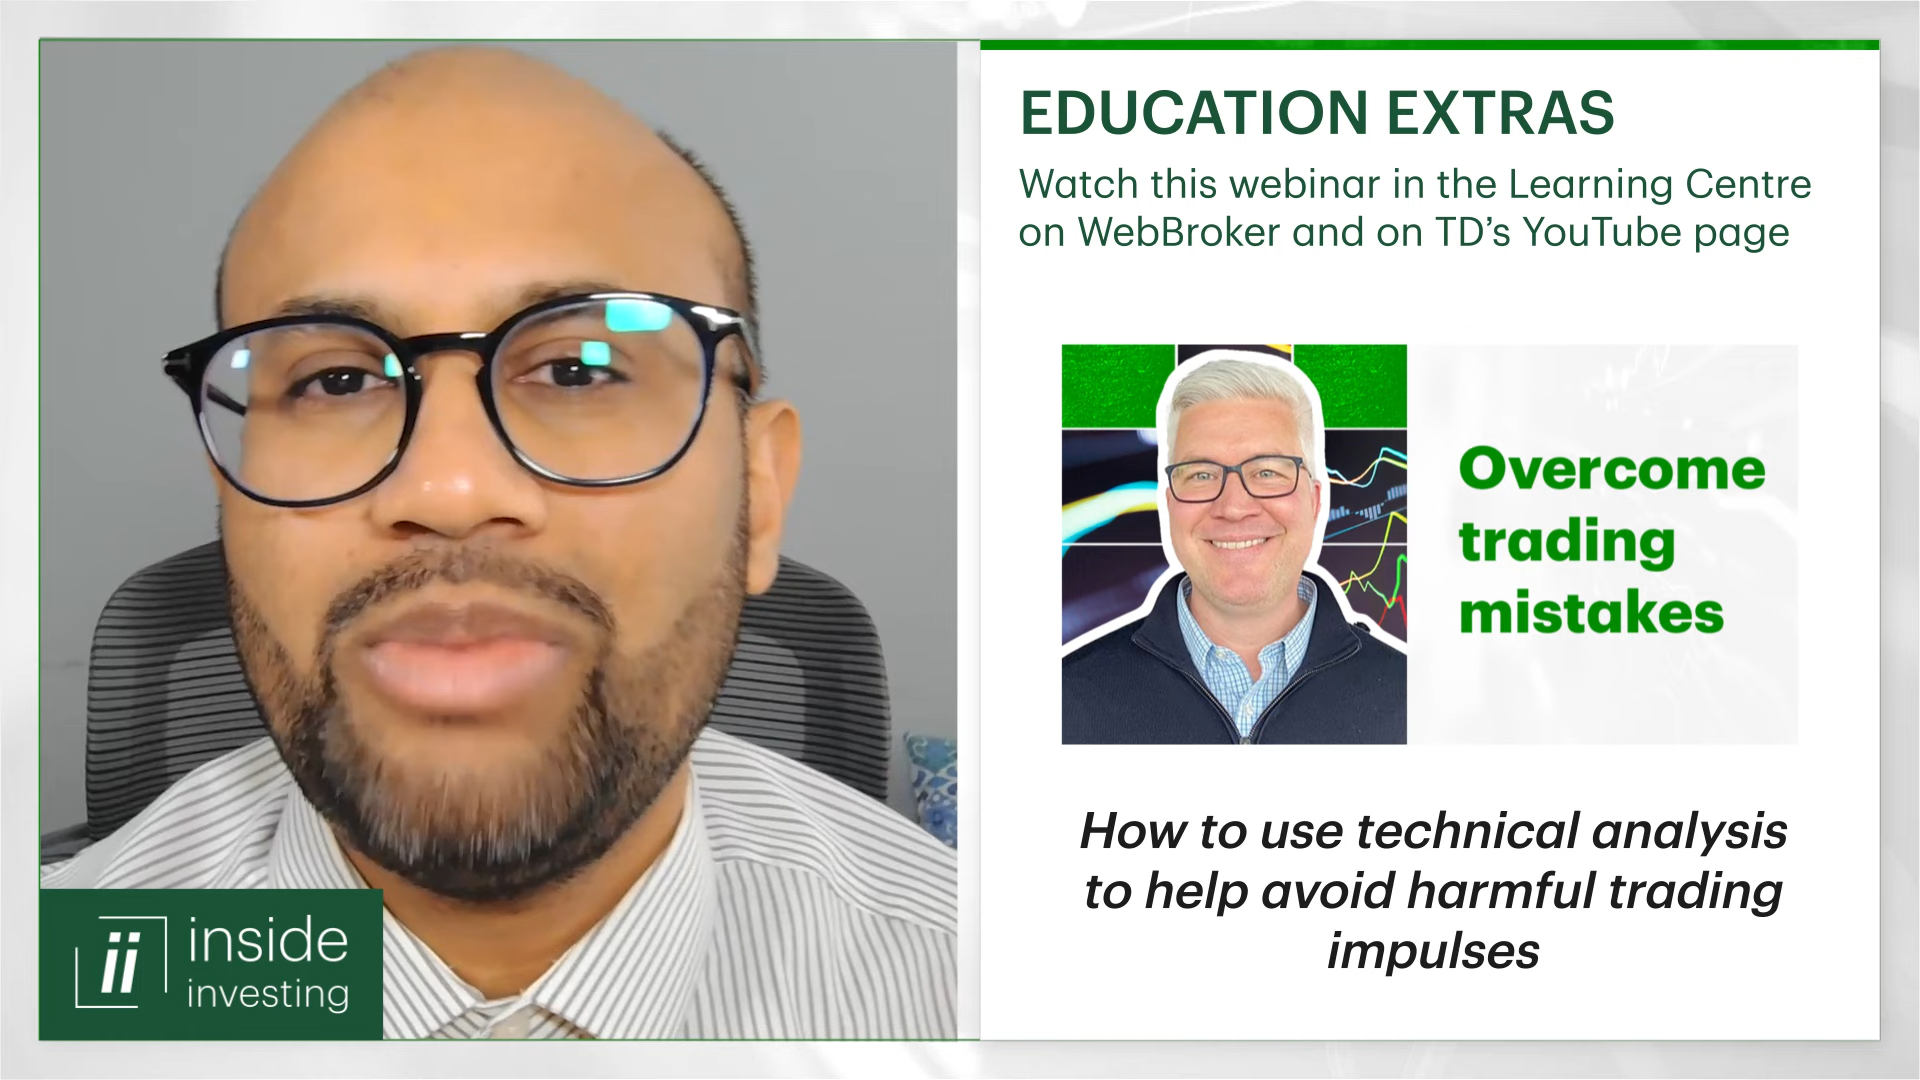 EDUCATION EXTRAS
Watch this webinar in the Learning Centre
on WebBroker and on TD’s YouTube page
Overcome
trading
mistakes
How to use technical analysis
to help avoid harmful trading
impulses
ii
inside
investing